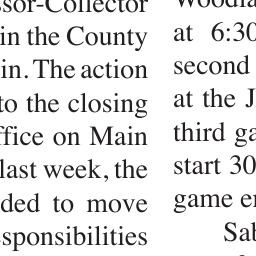 ssor-Collector
in the County
in. The action
to the closing
ffice on Main
last week, the
ded to move
sponsibilities
Woodla
at 6:30
second
at the J
third ga
start 30
game en
Sab